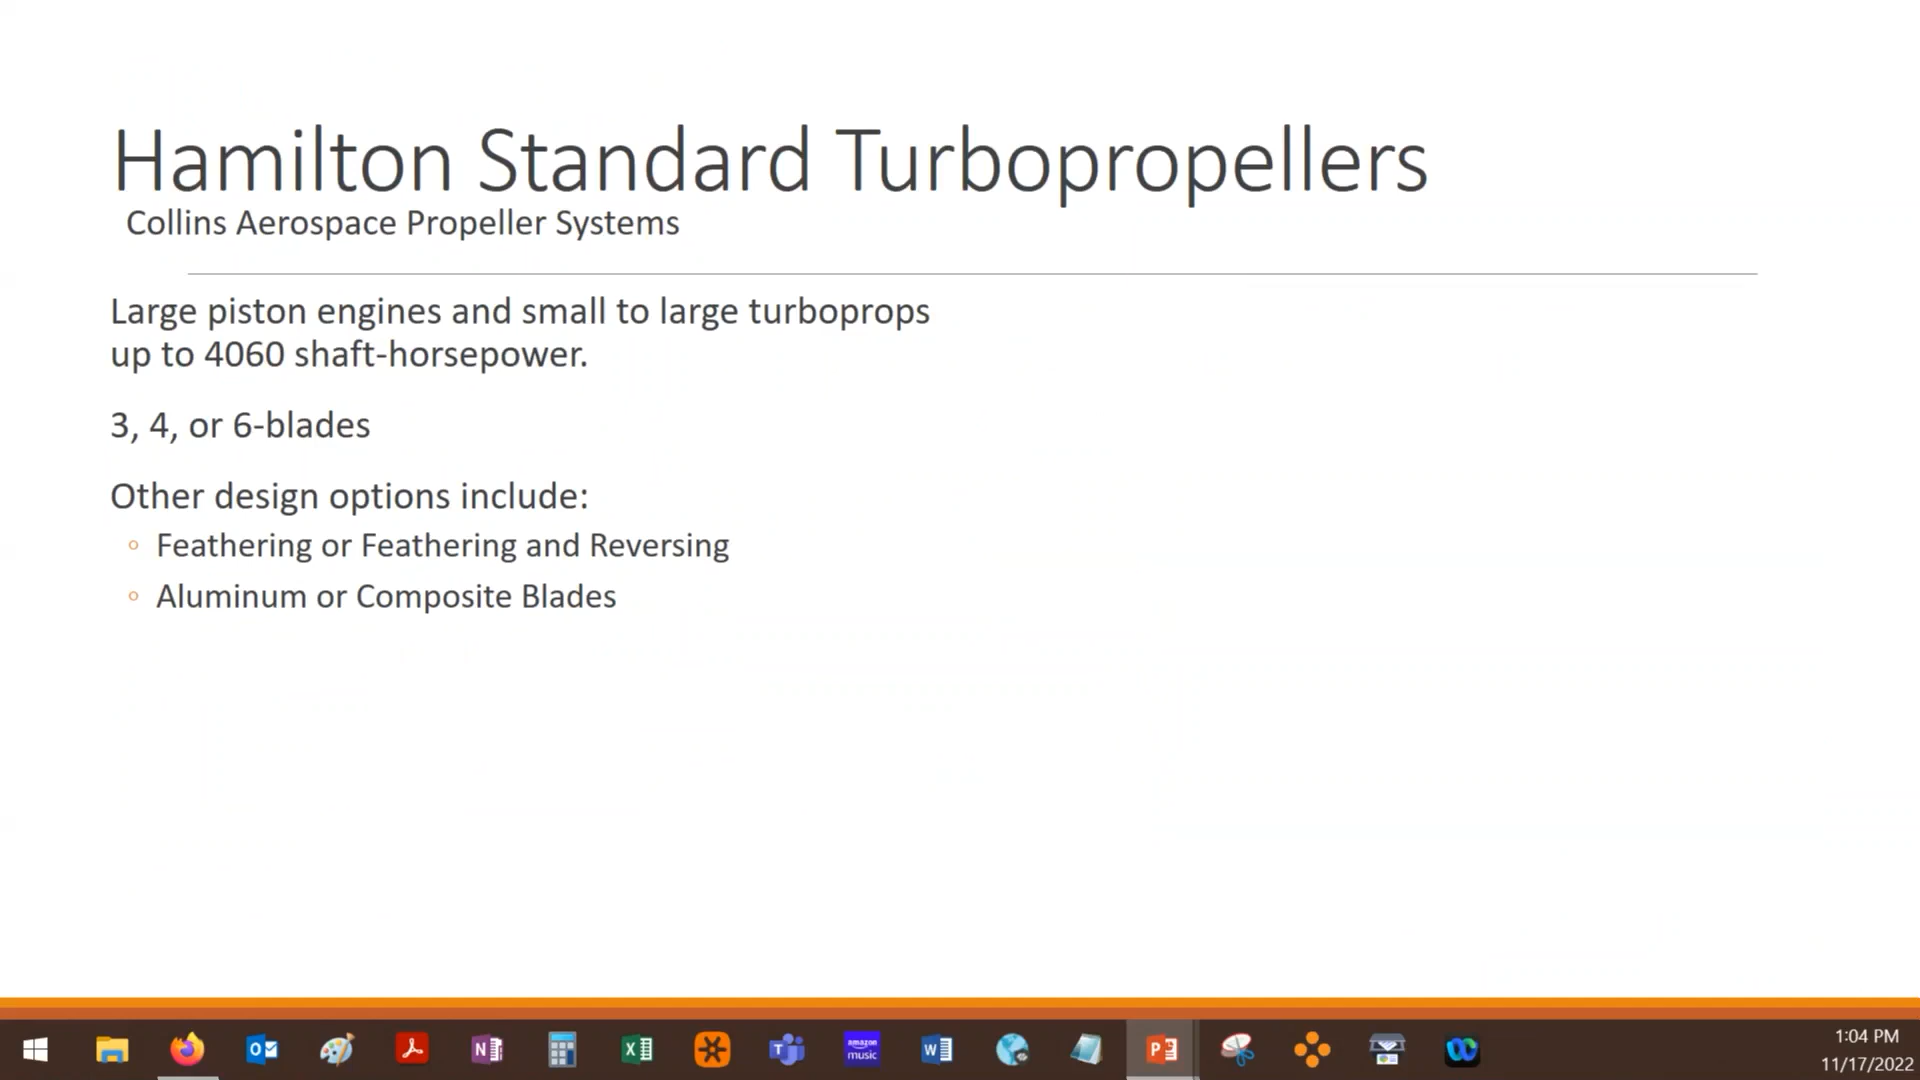 Hamilton Standard Turbopropellers
Collins Aerospace Propeller Systems
Large piston engines and small to large turboprops
up to 4060 shaft-horsepower.
3, 4, or 6-blades
Other design options include:
◦ Feathering or Feathering and Reversing
◦ Aluminum or Composite Blades
amazon
music
1:04 PM
11/17/2022